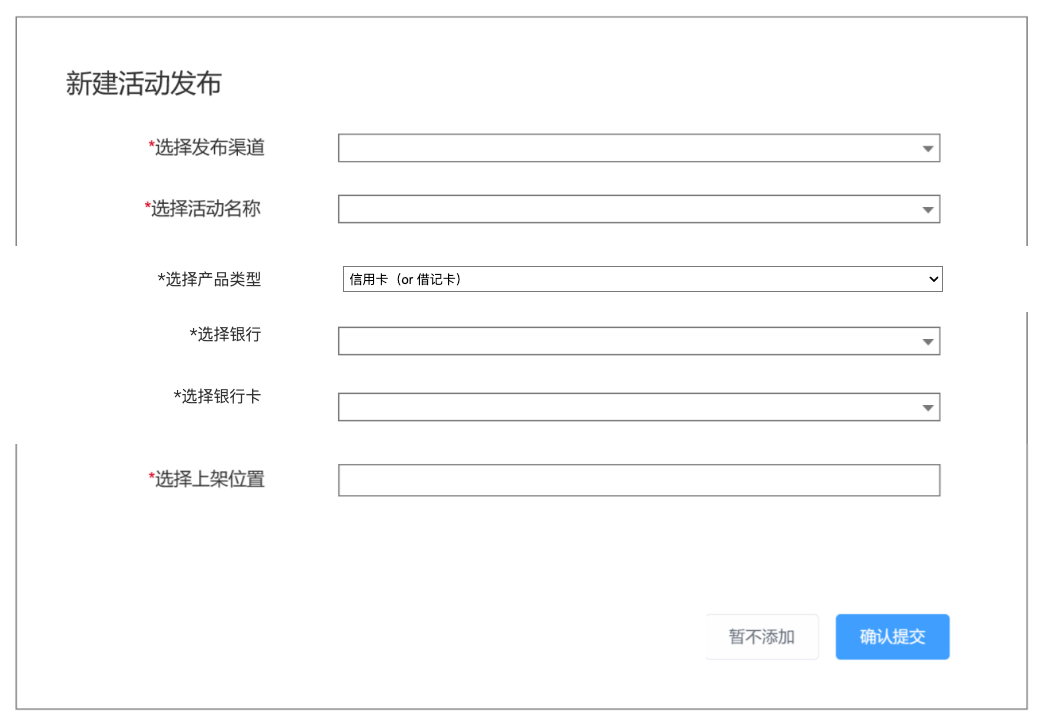 新建活动发布
*选择发布渠道
*选择活动名称
*选择产品类型 信用卡（or 借记卡）
*选择银行
*选择银行卡
*选择上架位置
暂不添加 确认提交